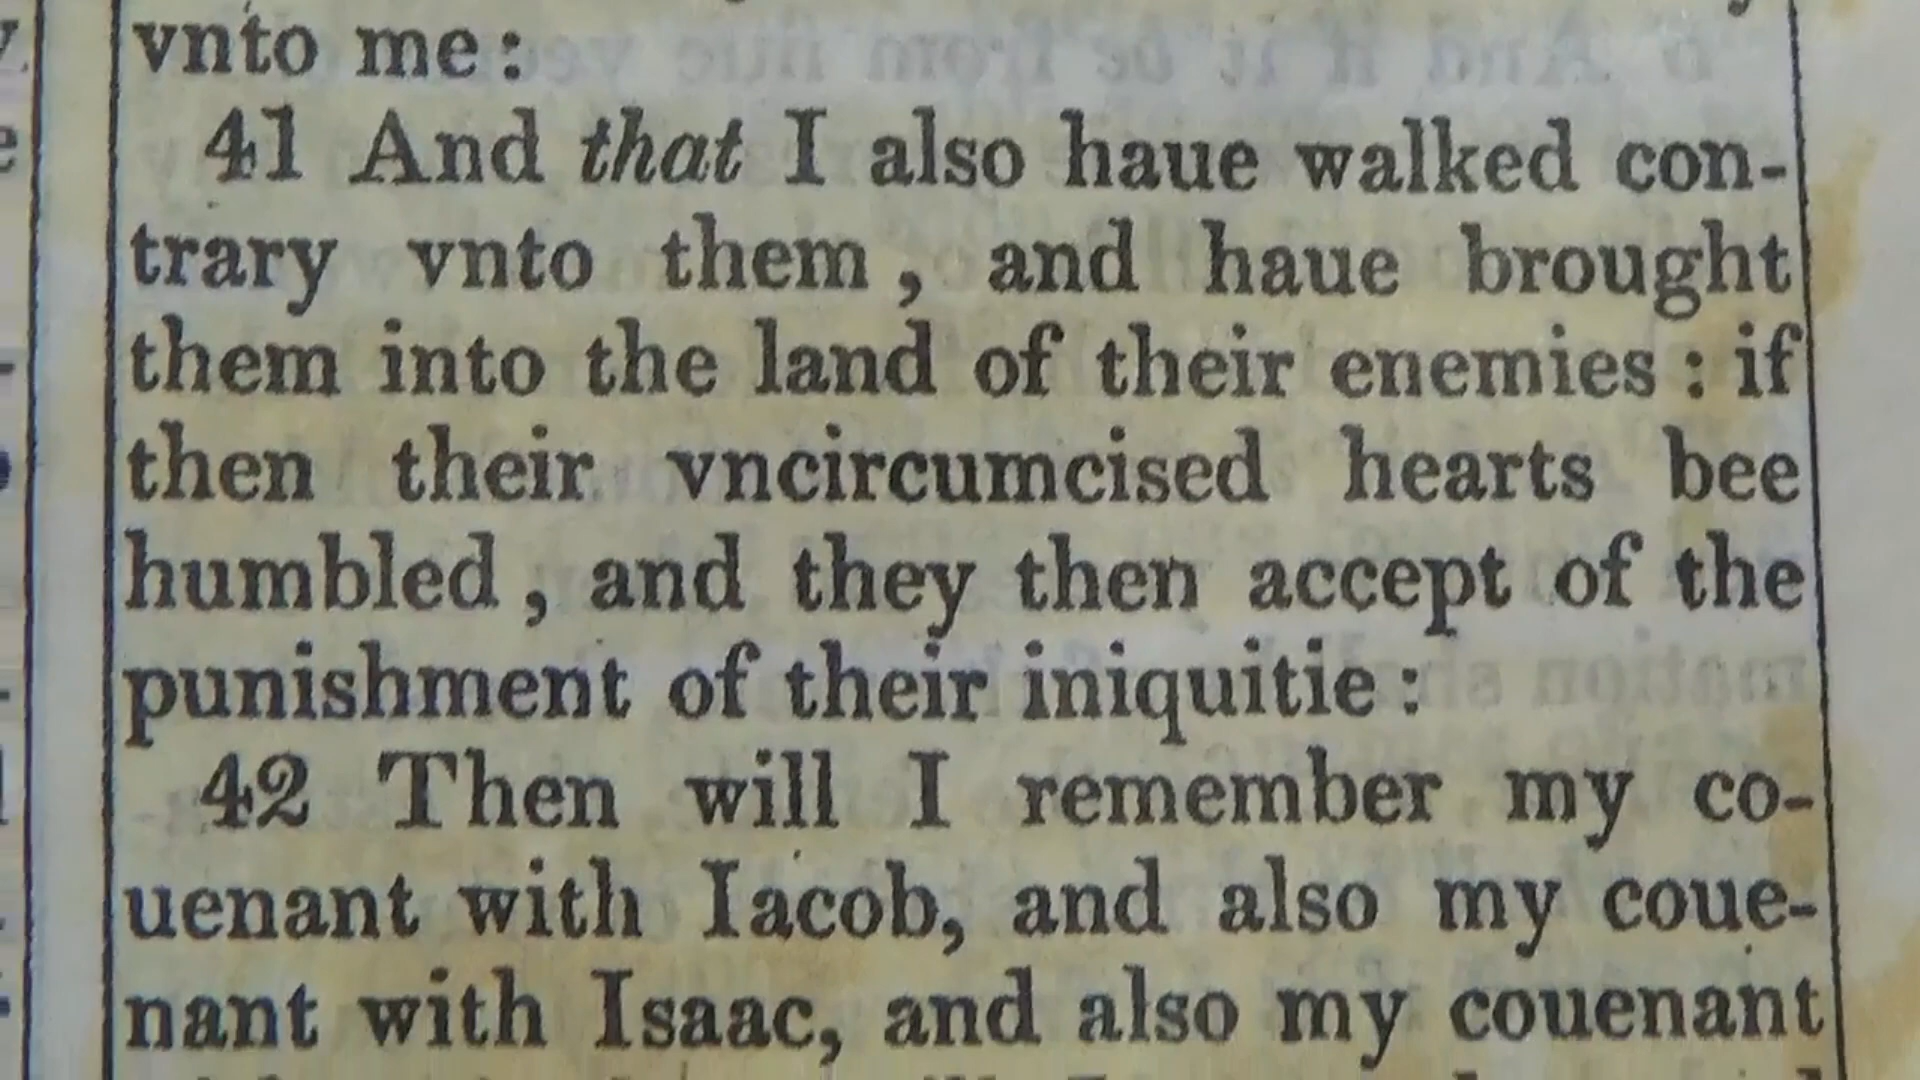 vnto me:
41 And that I also haue walked con-
trary vnto them, and haue brought
them into the land of their enemies: if
then their vncircumcised hearts bee
humbled, and they then accept of the
punishment of their iniquitie:
42 Then will I remember my co-
uenant with Iacob, and also my coue-
nant with Isaac, and also my couenant